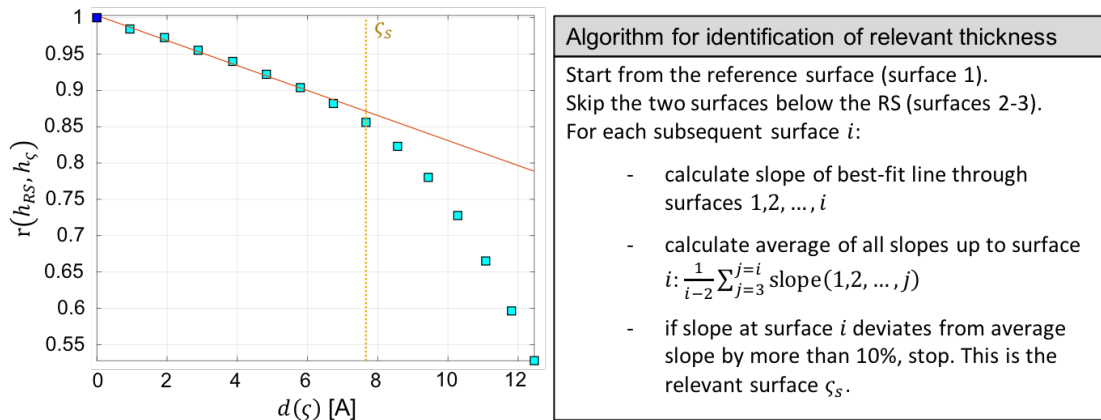 1
0.95
0.9
0.85
0.8
0.75
0.7
0.65
0.6
0.55
r(h_RS, h_ς)
ς_s
0 2 4 6 8 10 12
d(ς) [A]
Algorithm for identification of relevant thickness
Start from the reference surface (surface 1).
Skip the two surfaces below the RS (surfaces 2-3).
For each subsequent surface i:
- calculate slope of best-fit line through
surfaces 1,2, … , i
- calculate average of all slopes up to surface
i: 1/(i−2) ∑_{j=3}^{j=i} slope(1,2, … , j)
- if slope at surface i deviates from average
slope by more than 10%, stop. This is the
relevant surface ς_s.